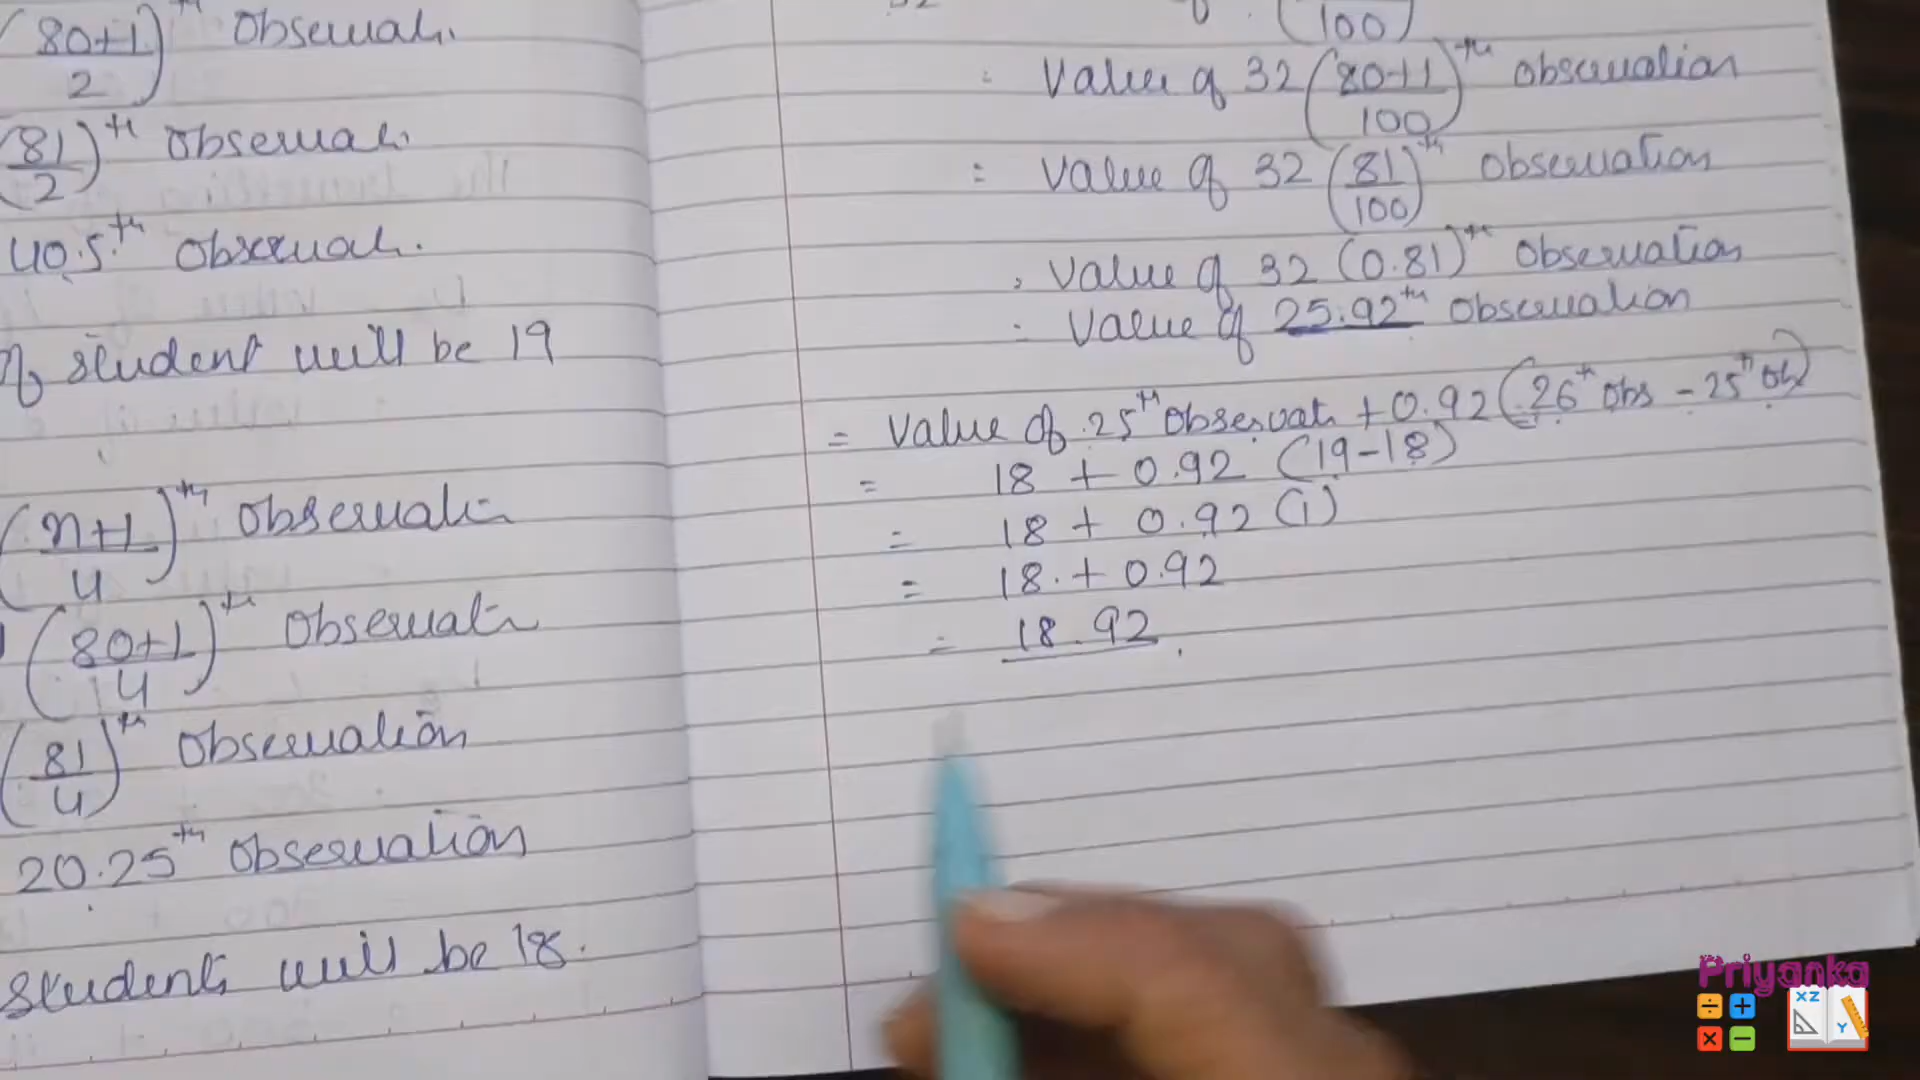 (80+1/2)th Observati.
(81/2)th Observati.
40.5th Observati.
of student will be 19
(n+1/4)th Observati
(80+1/4)th Observati
(81/4)th Observation
20.25th Observation
students will be 18.
100)
: Value of 32 (80+1/100)th observation
= Value of 32 (81/100)th observation
: Value of 32 (0.81)th observation
: Value of 25.92th observation
= Value of 25th Observati + 0.92 (26th obs - 25th ob)
= 18 + 0.92 (19-18)
= 18 + 0.92 (1)
= 18. + 0.92
= 18.92.
Priyanka
÷ +
× −
XZ
Y